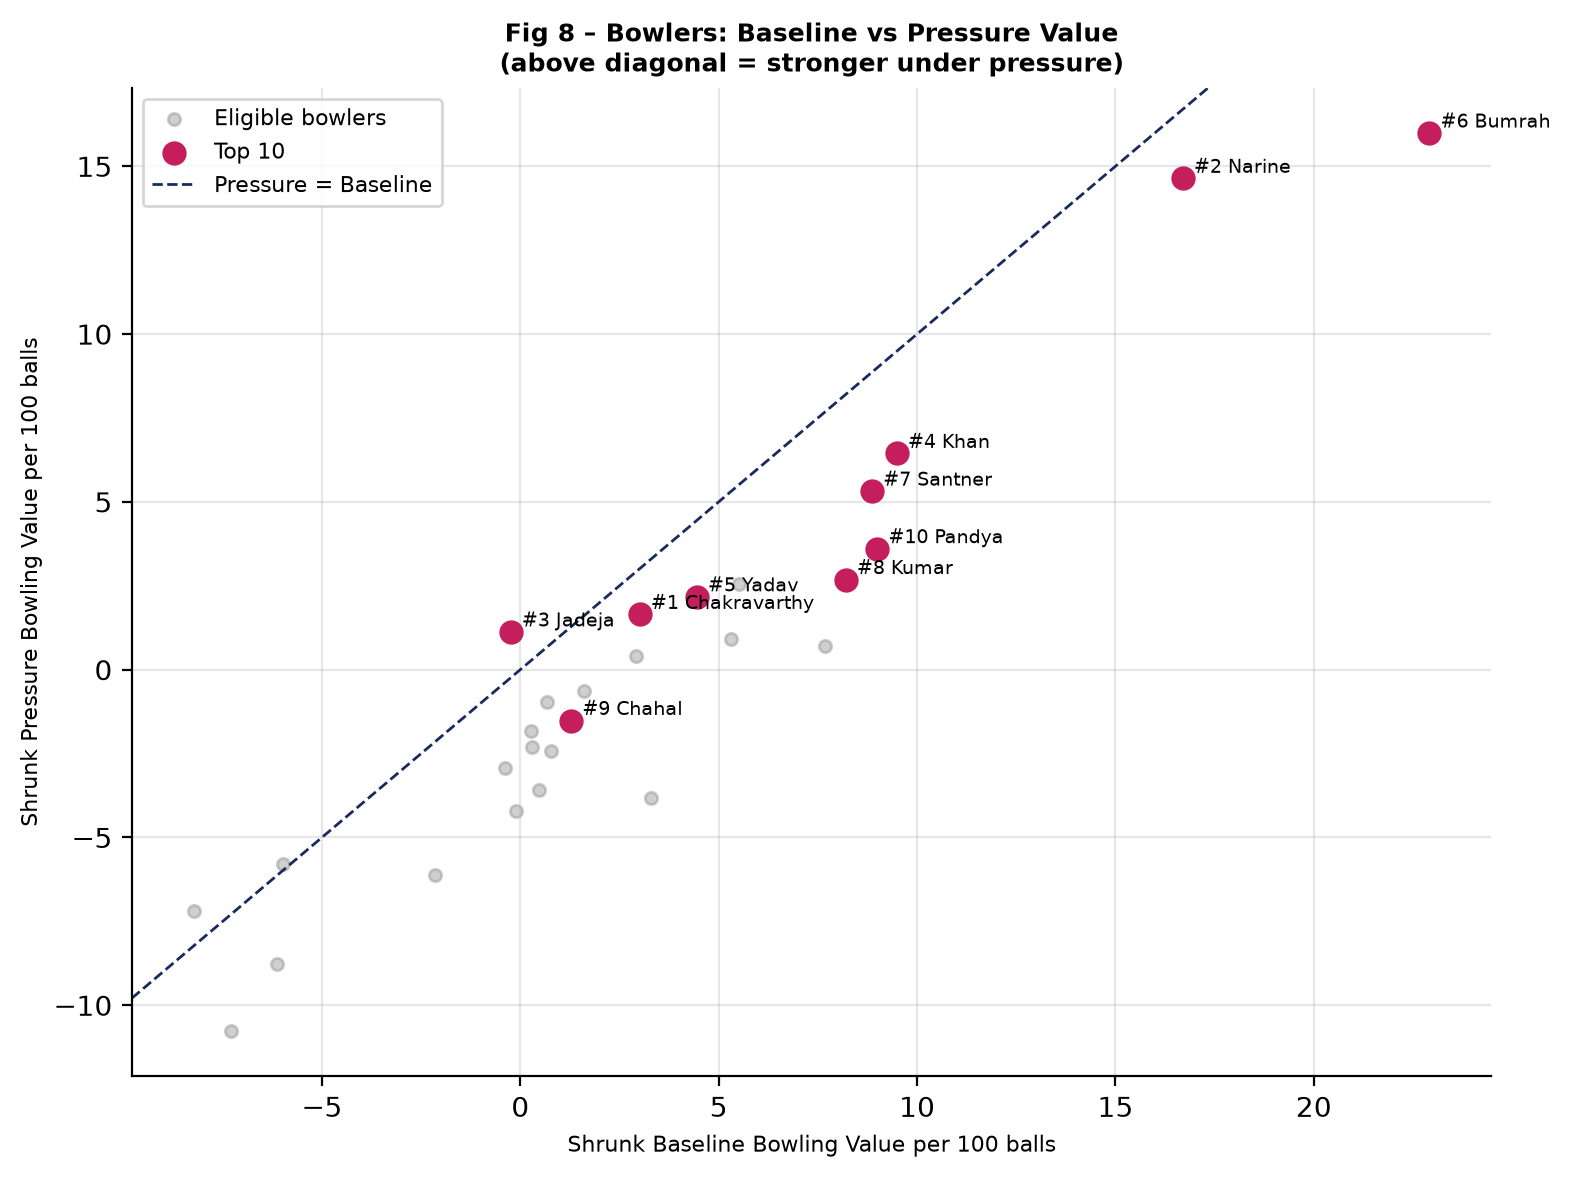 Fig 8 – Bowlers: Baseline vs Pressure Value
(above diagonal = stronger under pressure)
Eligible bowlers
Top 10
Pressure = Baseline
#6 Bumrah
#2 Narine
#4 Khan
#7 Santner
#10 Pandya
#8 Kumar
#5 Yadav
#1 Chakravarthy
#3 Jadeja
#9 Chahal
15
10
5
0
−5
−10
Shrunk Pressure Bowling Value per 100 balls
−5
0
5
10
15
20
Shrunk Baseline Bowling Value per 100 balls